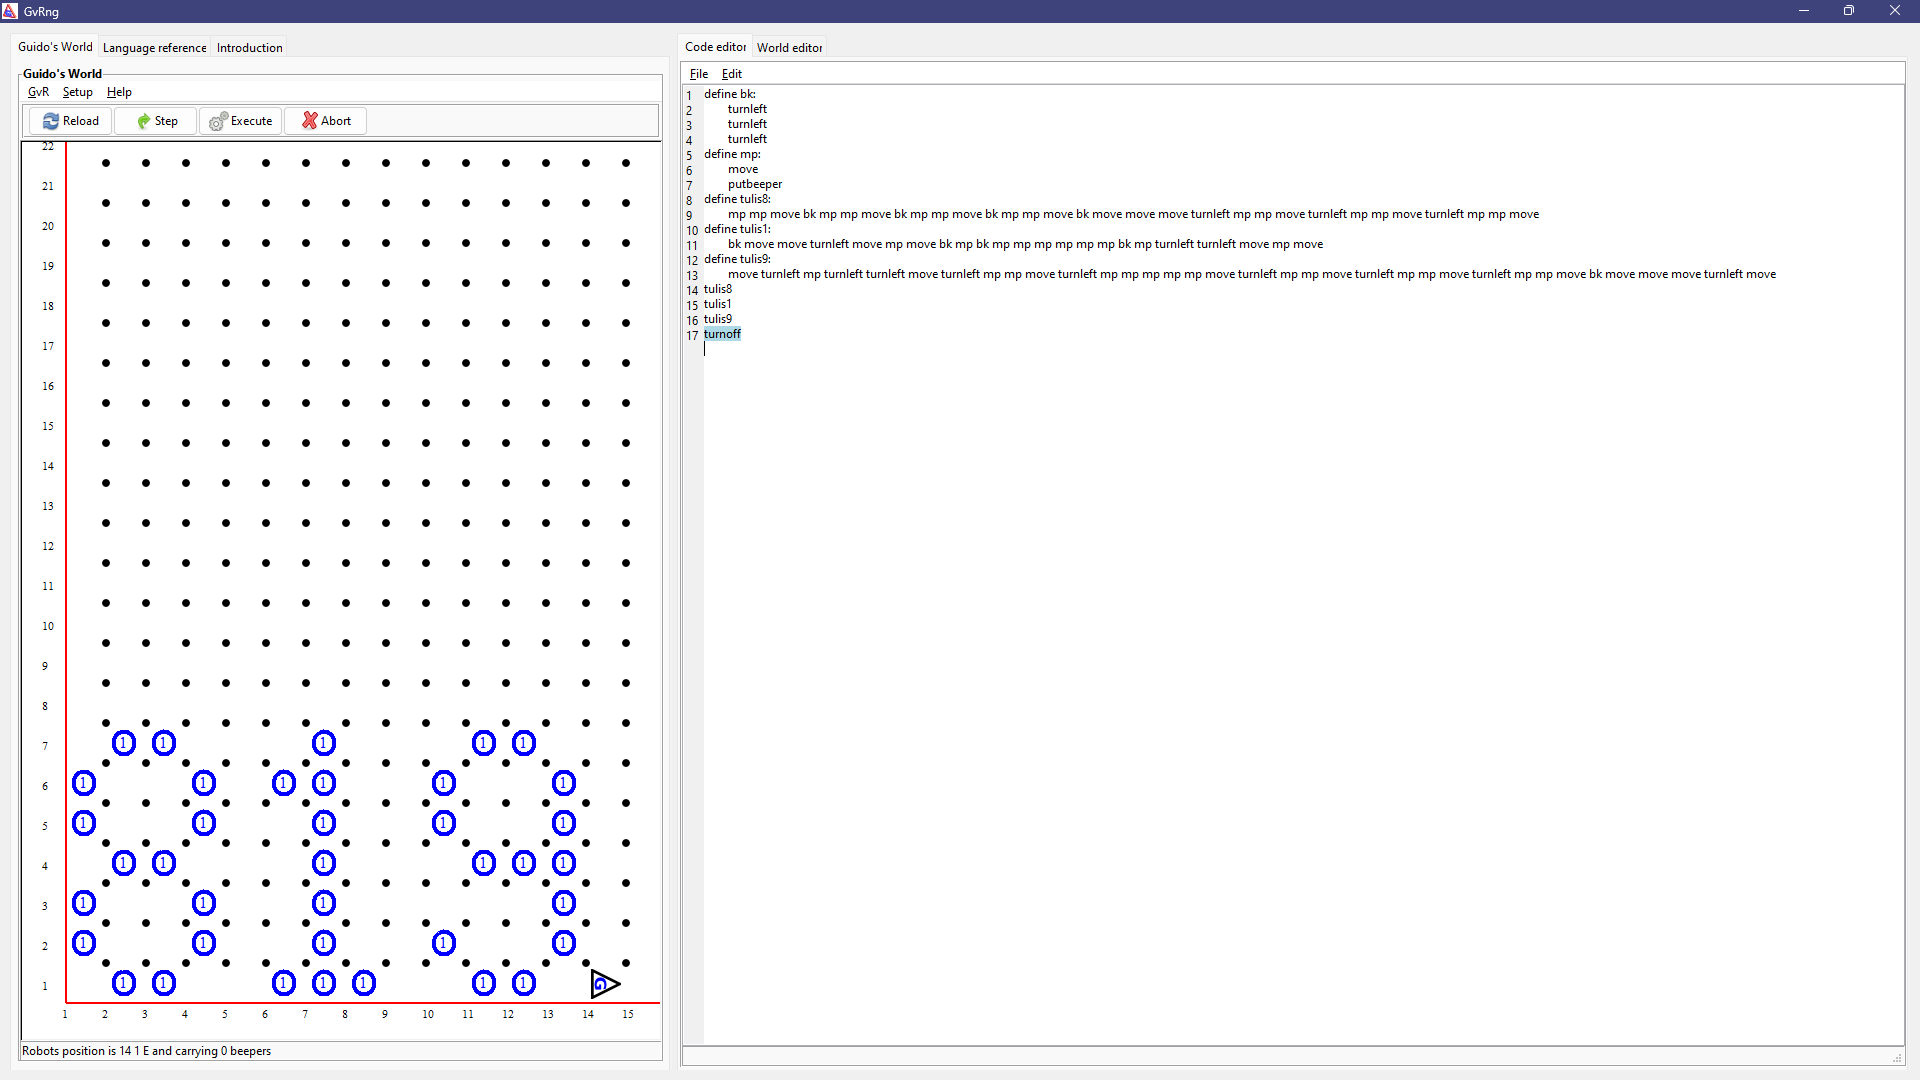 GvRng
Guido's World Language reference Introduction
Guido's World
GvR Setup Help
Reload Step Execute Abort
22
21
20
19
18
17
16
15
14
13
12
11
10
9
8
7 1 1 1 1 1
6 1 1 1 1 1 1
5 1 1 1 1 1
4 1 1 1 1 1 1
3 1 1 1 1
2 1 1 1 1 1
1 1 1 1 1 1 1 1 G
1 2 3 4 5 6 7 8 9 10 11 12 13 14 15
Robots position is 14 1 E and carrying 0 beepers
Code editor World editor
File Edit
1 define bk:
2 turnleft
3 turnleft
4 turnleft
5 define mp:
6 move
7 putbeeper
8 define tulis8:
9 mp mp move bk mp mp move bk mp mp move bk mp mp move bk move move move turnleft mp mp move turnleft mp mp move turnleft mp mp move
10 define tulis1:
11 bk move move turnleft move mp move bk mp bk mp mp mp mp mp mp bk mp turnleft turnleft move mp move
12 define tulis9:
13 move turnleft mp turnleft turnleft move turnleft mp mp move turnleft mp mp mp mp mp move turnleft mp mp move turnleft mp mp move turnleft mp mp move bk move move move turnleft move
14 tulis8
15 tulis1
16 tulis9
17 turnoff